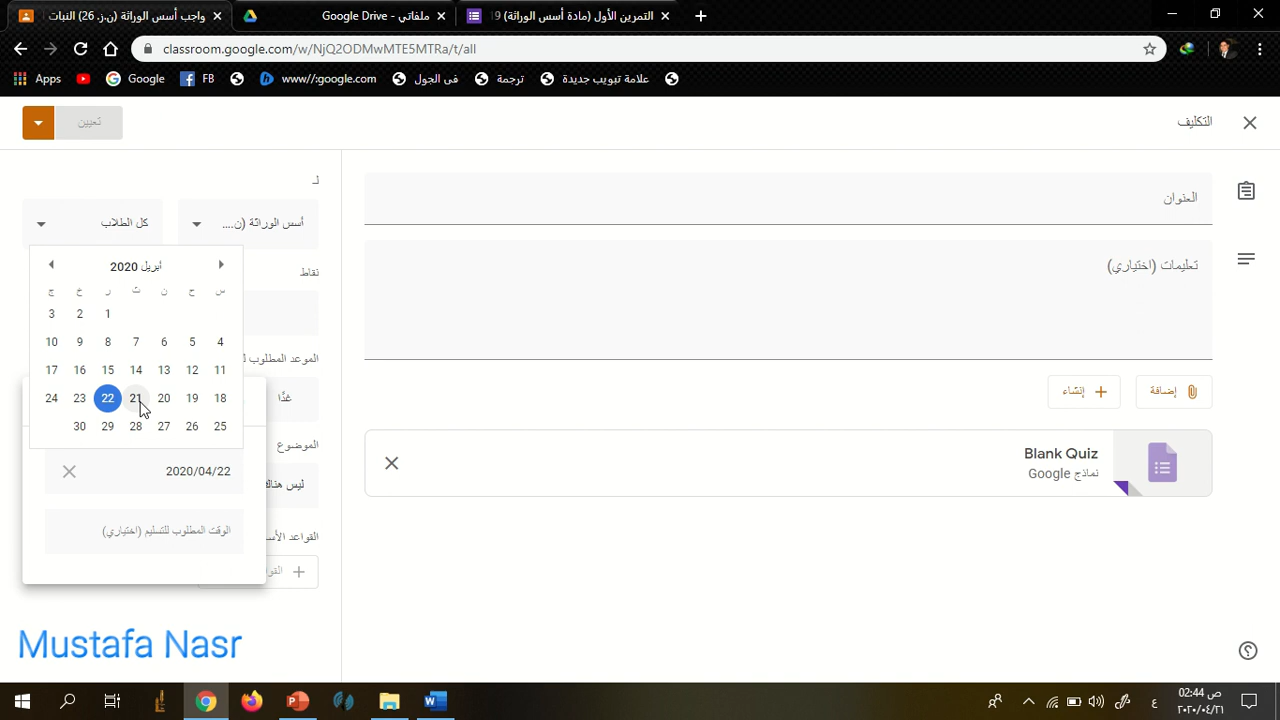 واجب أسس الوراثة (ن.ز. 26) النبات
ملفاتي - Google Drive
التمرين الأول (مادة أسس الوراثة) 19
classroom.google.com/w/NjQ2ODMwMTE5MTRa/t/all
Apps
Google
FB
www//:google.com
فى الجول
ترجمة
علامة تبويب جديدة
التكليف
تعيين
لـ
أسس الوراثة (ن....
كل الطلاب
العنوان
تعليمات (اختياري)
نقاط
أبريل 2020
س ح ن ث ر خ ج
1 2 3
4 5 6 7 8 9 10
11 12 13 14 15 16 17
18 19 20 21 22 23 24
25 26 27 28 29 30
الموعد المطلوب
غدًا
إضافة
إنشاء
الموضوع
Blank Quiz
نماذج Google
2020/04/22
ليس هناك
الوقت المطلوب للتسليم (اختياري)
القواعد
Mustafa Nasr
ع
02:44 ص
٢٠٢٠/٠٤/٢١